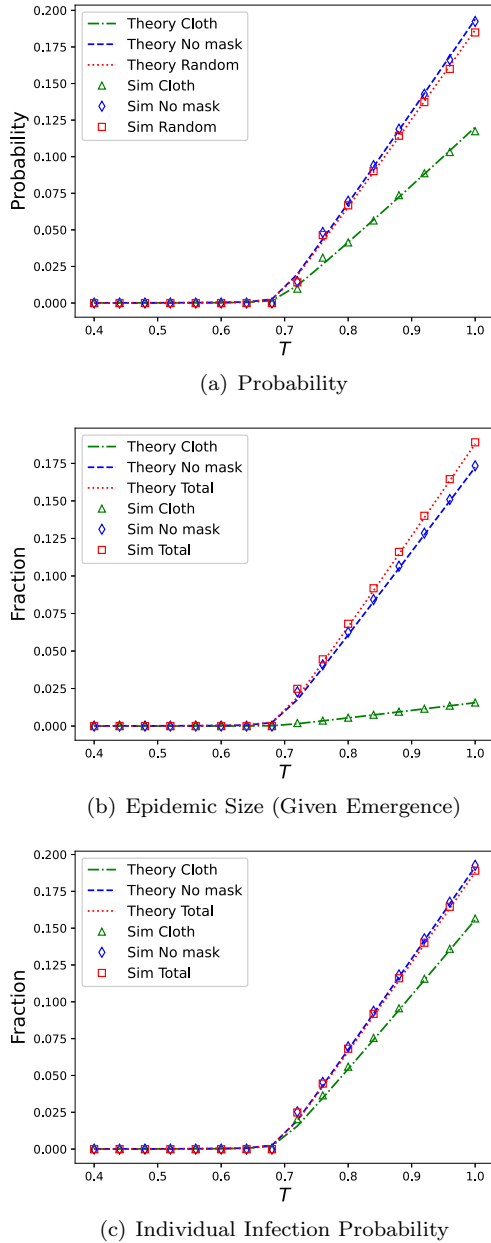 0.200
0.175
0.150
0.125
0.100
0.075
0.050
0.025
0.000
Probability
Theory Cloth
Theory No mask
Theory Random
Sim Cloth
Sim No mask
Sim Random
0.4 0.5 0.6 0.7 0.8 0.9 1.0
T
(a) Probability
0.175
0.150
0.125
0.100
0.075
0.050
0.025
0.000
Fraction
Theory Cloth
Theory No mask
Theory Total
Sim Cloth
Sim No mask
Sim Total
0.4 0.5 0.6 0.7 0.8 0.9 1.0
T
(b) Epidemic Size (Given Emergence)
0.200
0.175
0.150
0.125
0.100
0.075
0.050
0.025
0.000
Fraction
Theory Cloth
Theory No mask
Theory Total
Sim Cloth
Sim No mask
Sim Total
0.4 0.5 0.6 0.7 0.8 0.9 1.0
T
(c) Individual Infection Probability